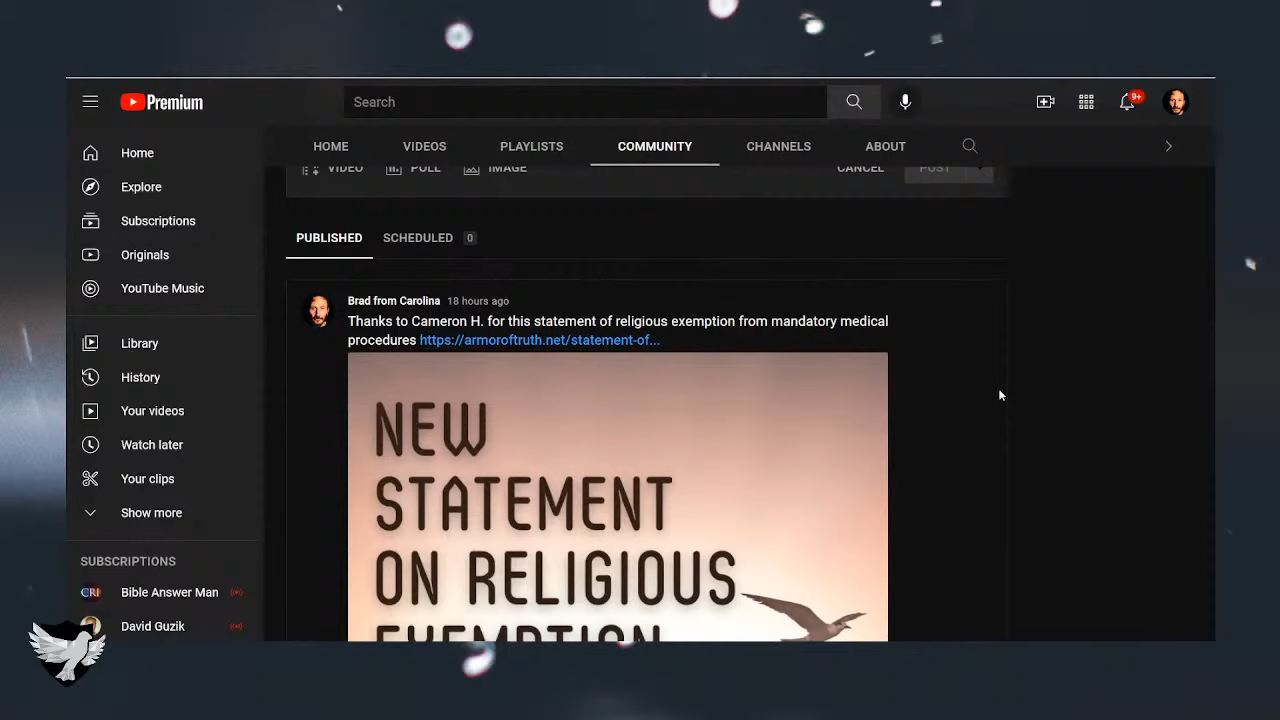 Premium
Search
9+
HOME
VIDEOS
PLAYLISTS
COMMUNITY
CHANNELS
ABOUT
VIDEO
POLL
IMAGE
CANCEL
POST
Home
Explore
Subscriptions
Originals
YouTube Music
Library
History
Your videos
Watch later
Your clips
Show more
SUBSCRIPTIONS
CRI Bible Answer Man
David Guzik
PUBLISHED
SCHEDULED 0
Brad from Carolina 18 hours ago
Thanks to Cameron H. for this statement of religious exemption from mandatory medical
procedures https://armoroftruth.net/statement-of...
NEW
STATEMENT
ON RELIGIOUS
EXEMPTION